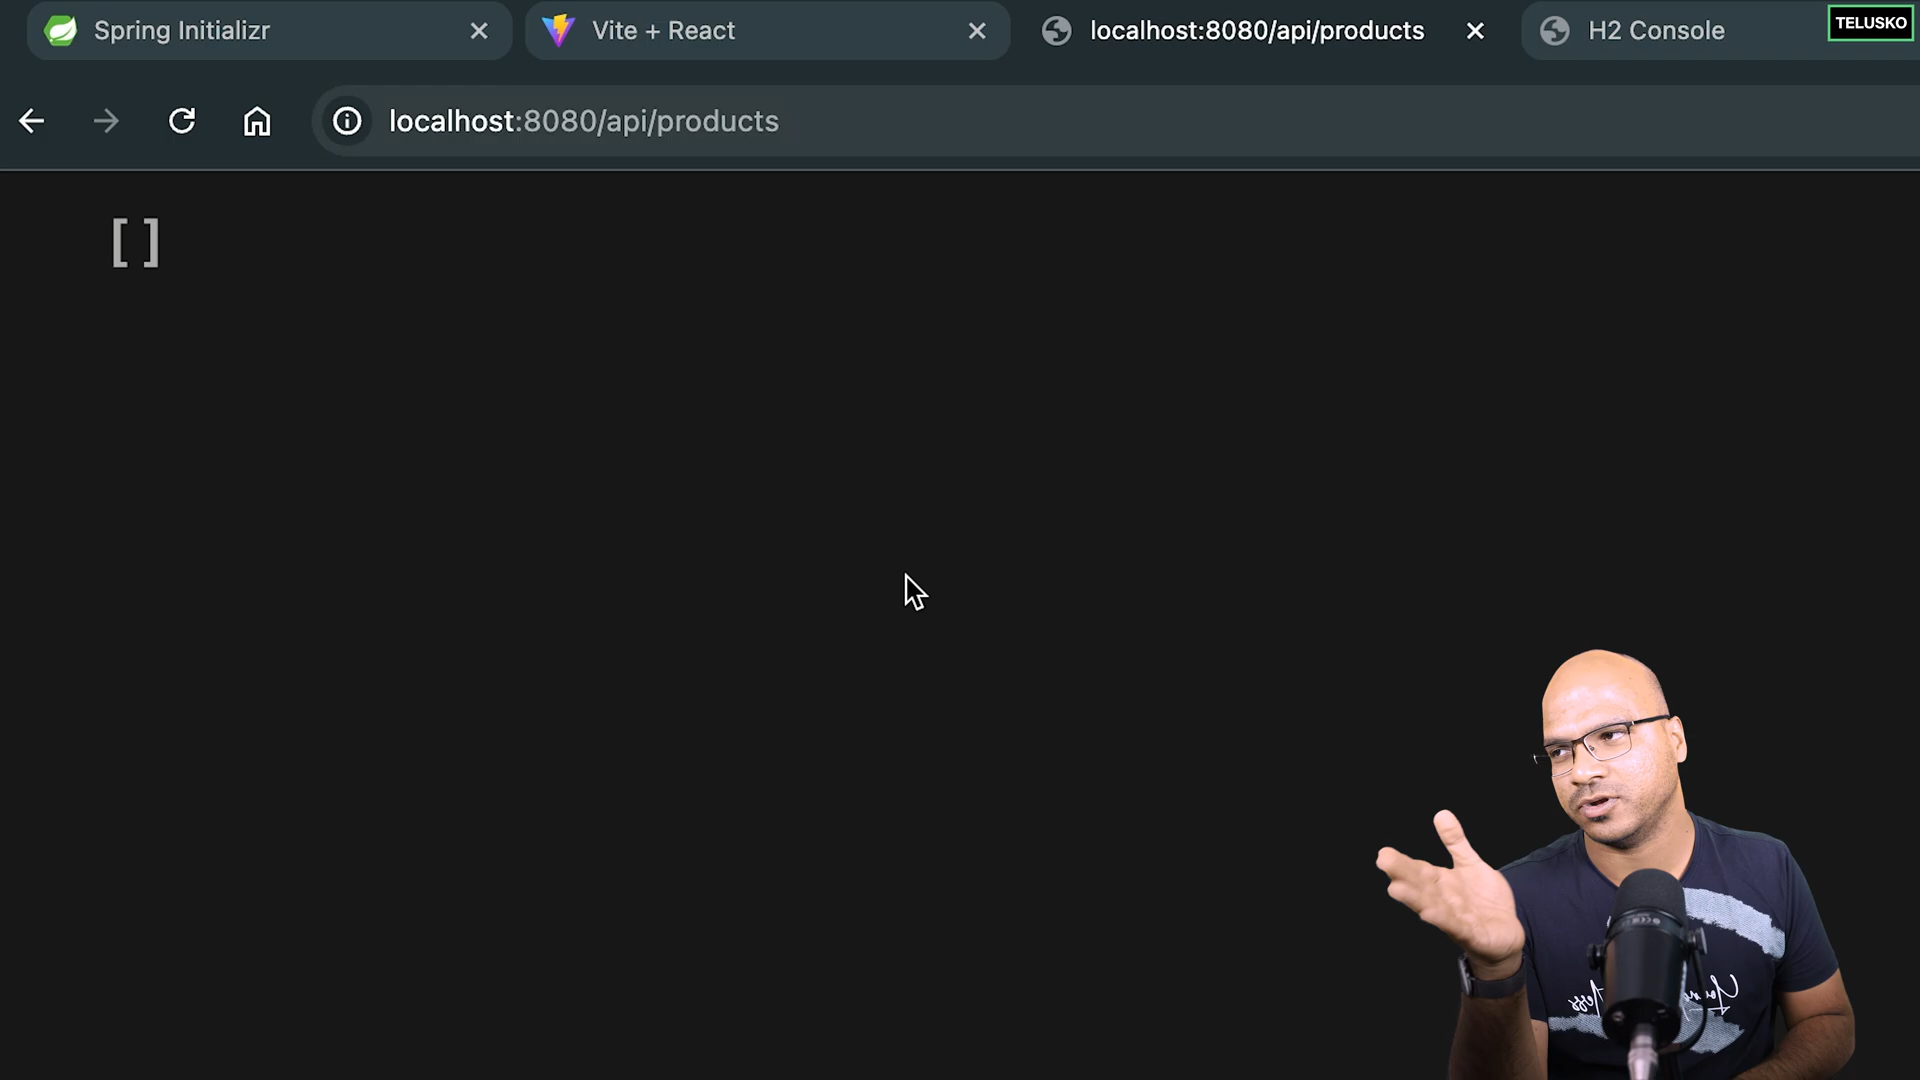 Spring Initializr
Vite + React
localhost:8080/api/products
H2 Console
TELUSKO
localhost:8080/api/products
[ ]